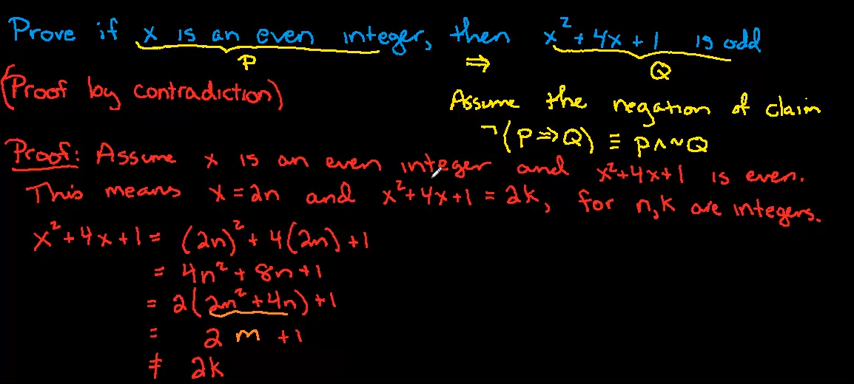 Prove if x is an even integer, then x² + 4x + 1 is odd
P ⇒ Q
(Proof by contradiction)
Assume the negation of claim
¬(P ⇒ Q) ≡ P ∧ ~Q
Proof: Assume x is an even integer and x² + 4x + 1 is even.
This means x = 2n and x² + 4x + 1 = 2k, for n, k are integers.
x² + 4x + 1 = (2n)² + 4(2n) + 1
= 4n² + 8n + 1
= 2(2n² + 4n) + 1
= 2 m + 1
≠ 2k